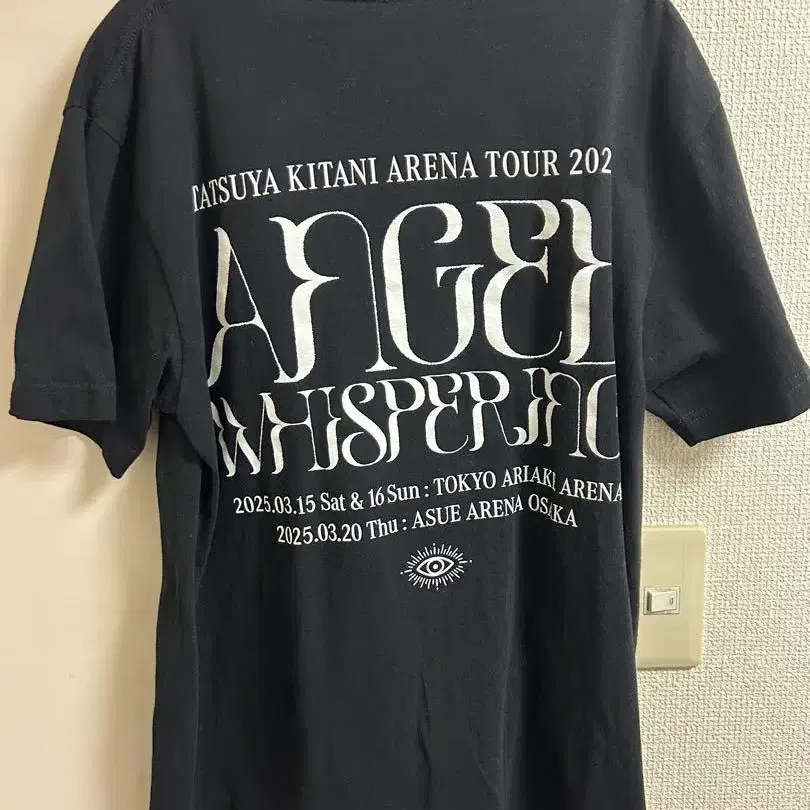 TATSUYA KITANI ARENA TOUR 202
ANGEL
WHISPERING
2025.03.15 Sat & 16 Sun : TOKYO ARIAKE ARENA
2025.03.20 Thu : ASUE ARENA OSAKA